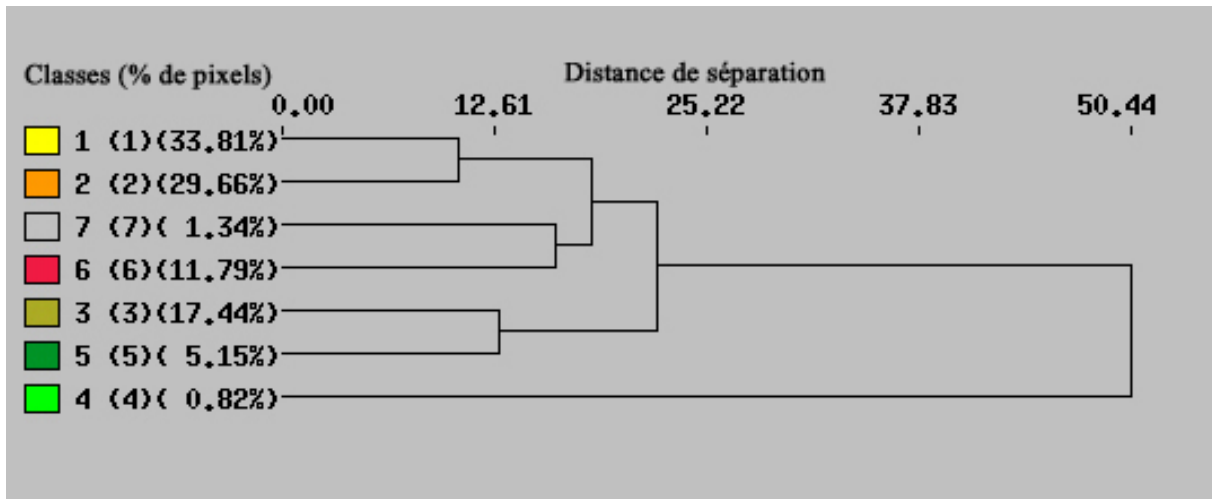 Classes (% de pixels) Distance de séparation
0.00 12.61 25.22 37.83 50.44
1 (1)(33.81%)
2 (2)(29.66%)
7 (7)( 1.34%)
6 (6)(11.79%)
3 (3)(17.44%)
5 (5)( 5.15%)
4 (4)( 0.82%)